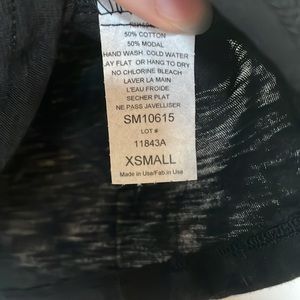 50% COTTON
50% MODAL
HAND WASH COLD WATER
LAY FLAT OR HANG TO DRY
NO CHLORINE BLEACH
LAVER LA MAIN
L'EAU FROIDE
SECHER PLAT
NE PASS JAVELLISER
SM10615
LOT #
11843A
XSMALL
Made in Usa/Fab.in Usa